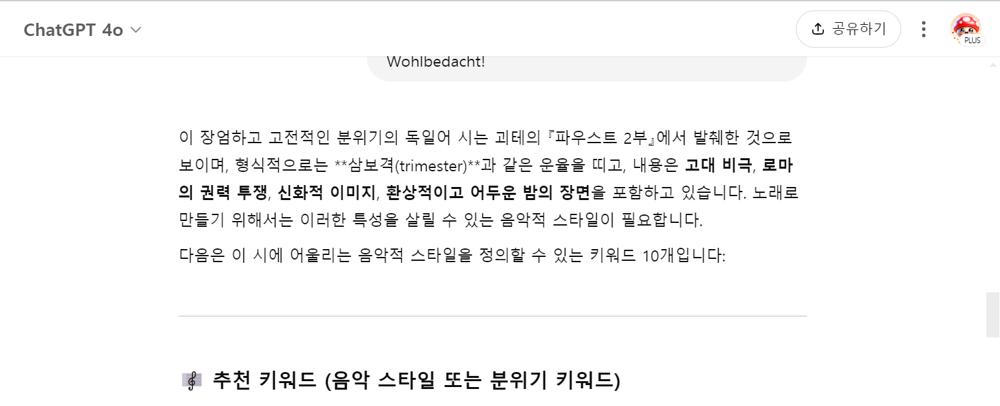 ChatGPT 4o
공유하기
PLUS
Wohlbedacht!
이 장엄하고 고전적인 분위기의 독일어 시는 괴테의 『파우스트 2부』에서 발췌한 것으로
보이며, 형식적으로는 **삼보격(trimester)**과 같은 운율을 띠고, 내용은 고대 비극, 로마
의 권력 투쟁, 신화적 이미지, 환상적이고 어두운 밤의 장면을 포함하고 있습니다. 노래로
만들기 위해서는 이러한 특성을 살릴 수 있는 음악적 스타일이 필요합니다.
다음은 이 시에 어울리는 음악적 스타일을 정의할 수 있는 키워드 10개입니다:
🎼 추천 키워드 (음악 스타일 또는 분위기 키워드)